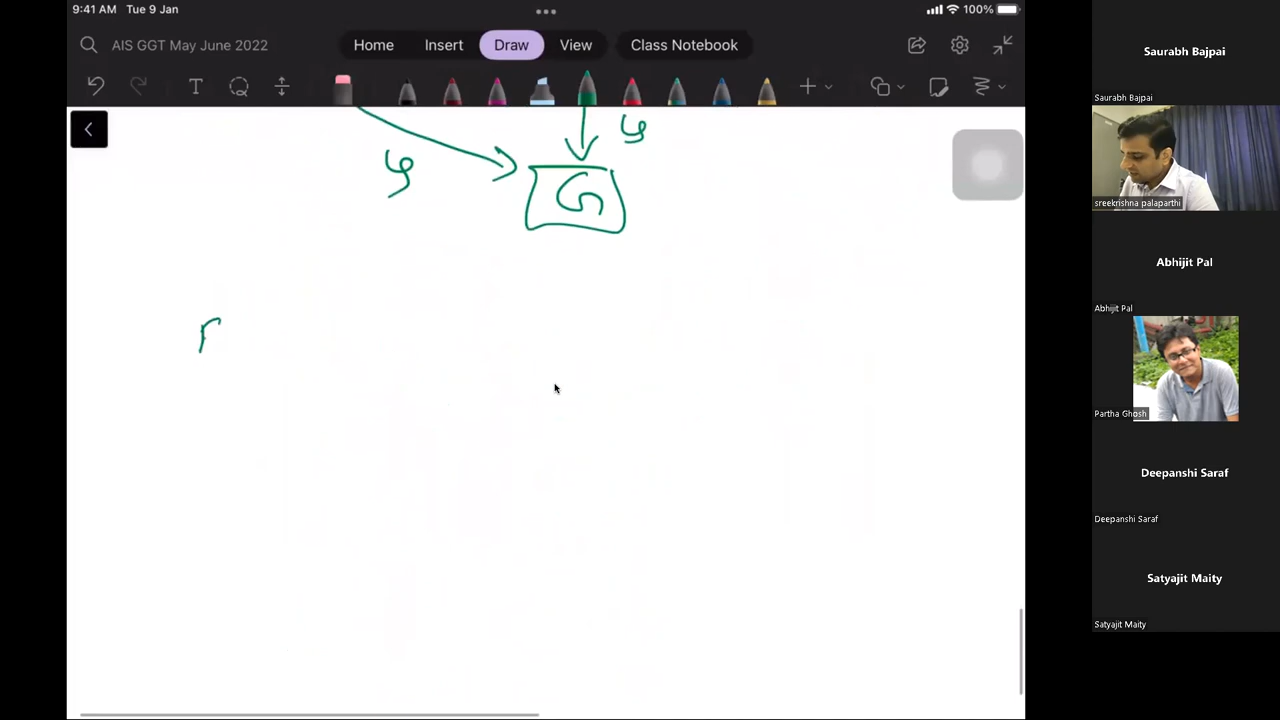 9:41 AM Tue 9 Jan
100%
AIS GGT May June 2022
Home Insert Draw View Class Notebook
T
φ
φ
G
Γ
Saurabh Bajpai
Saurabh Bajpai
sreekrishna palaparthi
Abhijit Pal
Abhijit Pal
Partha Ghosh
Deepanshi Saraf
Deepanshi Saraf
Satyajit Maity
Satyajit Maity